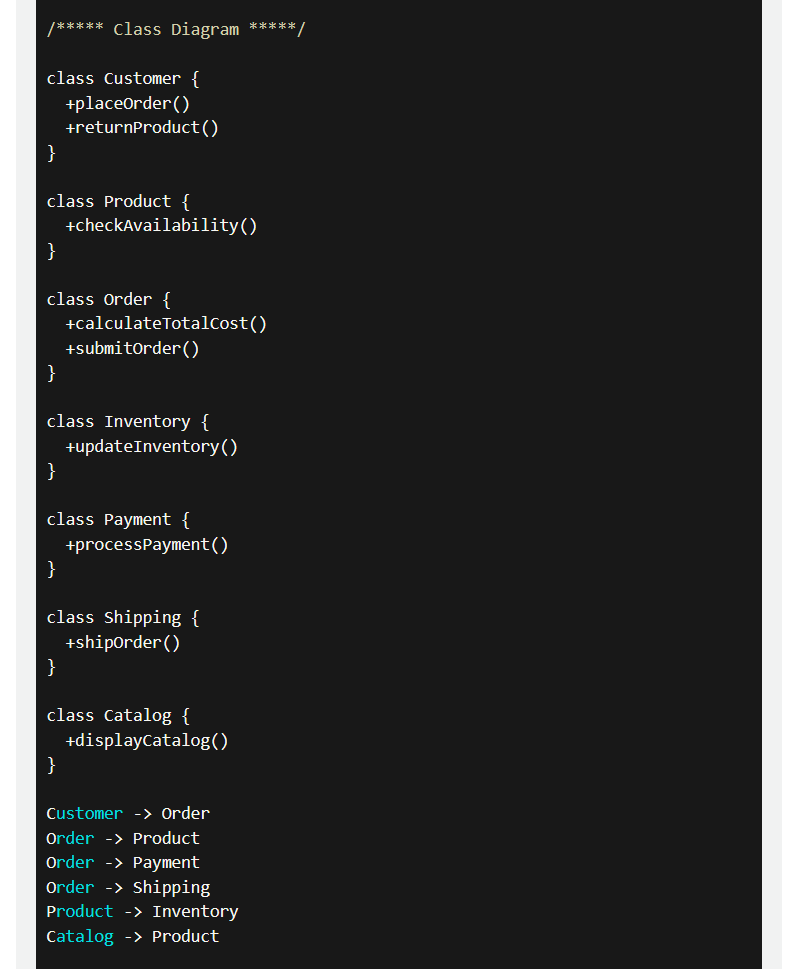 /***** Class Diagram *****/
class Customer {
+placeOrder()
+returnProduct()
}
class Product {
+checkAvailability()
}
class Order {
+calculateTotalCost()
+submitOrder()
}
class Inventory {
+updateInventory()
}
class Payment {
+processPayment()
}
class Shipping {
+shipOrder()
}
class Catalog {
+displayCatalog()
}
Customer -> Order
Order -> Product
Order -> Payment
Order -> Shipping
Product -> Inventory
Catalog -> Product